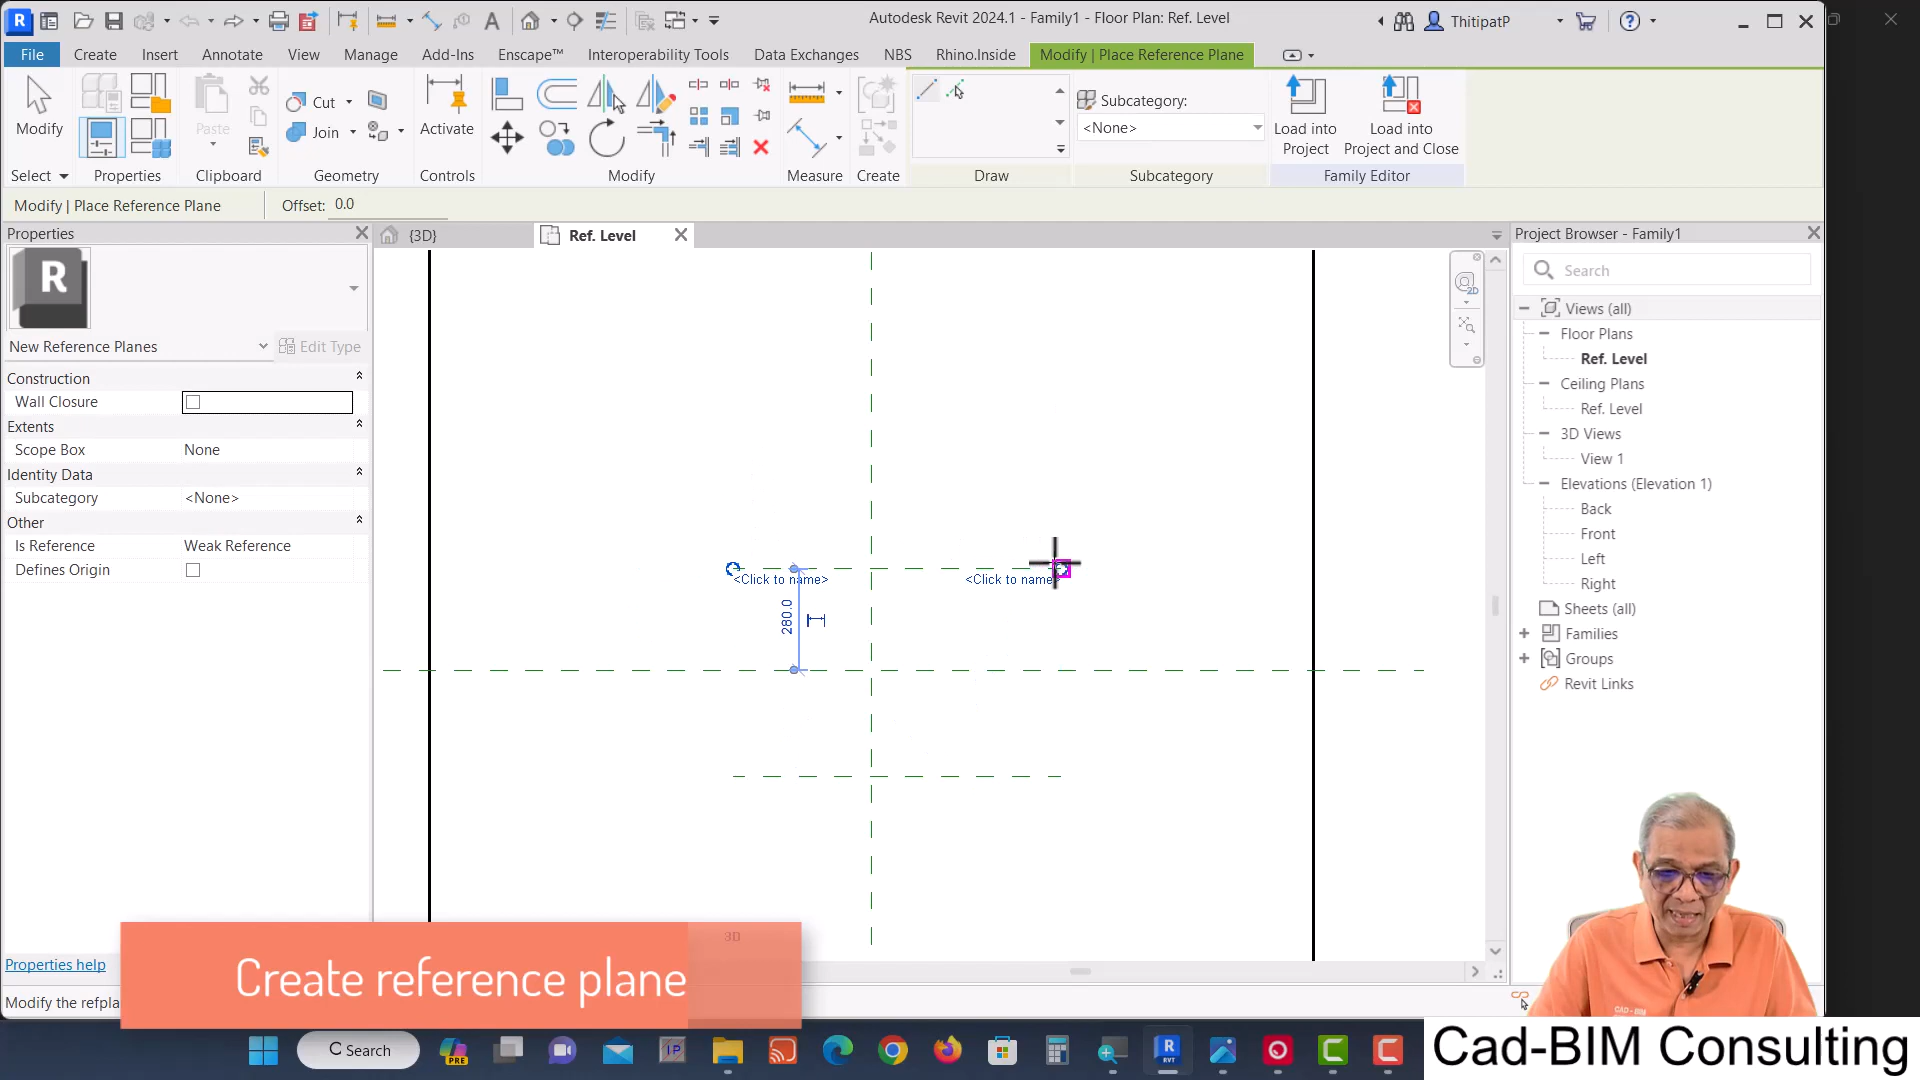 Autodesk Revit 2024.1 - Family1 - Floor Plan: Ref. Level
ThitipatP
File Create Insert Annotate View Manage Add-Ins Enscape™ Interoperability Tools Data Exchanges NBS Rhino.Inside Modify | Place Reference Plane
Modify
Paste
Cut
Join
Activate
Subcategory:
<None>
Load into Project
Load into Project and Close
Select Properties Clipboard Geometry Controls Modify Measure Create Draw Subcategory Family Editor
Modify | Place Reference Plane Offset: 0.0
Properties
{3D}
Ref. Level
Project Browser - Family1
R
Search
New Reference Planes
Edit Type
Construction
Wall Closure
Extents
Scope Box None
Identity Data
Subcategory <None>
Other
Is Reference Weak Reference
Defines Origin
2D
<Click to name>
<Click to name>
280.0
Views (all)
Floor Plans
Ref. Level
Ceiling Plans
Ref. Level
3D Views
View 1
Elevations (Elevation 1)
Back
Front
Left
Right
Sheets (all)
Families
Groups
Revit Links
3D
Properties help
Create reference plane
Modify the refpla
CAD - BIM
Search
PRE
IP
R
RVT
Cad-BIM Consulting